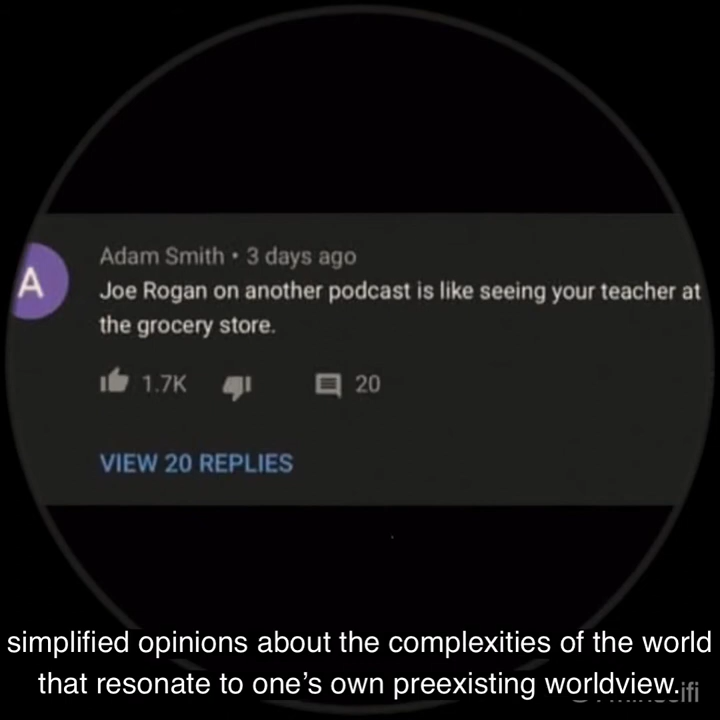 A
Adam Smith • 3 days ago
Joe Rogan on another podcast is like seeing your teacher at
the grocery store.
1.7K
20
VIEW 20 REPLIES
simplified opinions about the complexities of the world
that resonate to one’s own preexisting worldview.